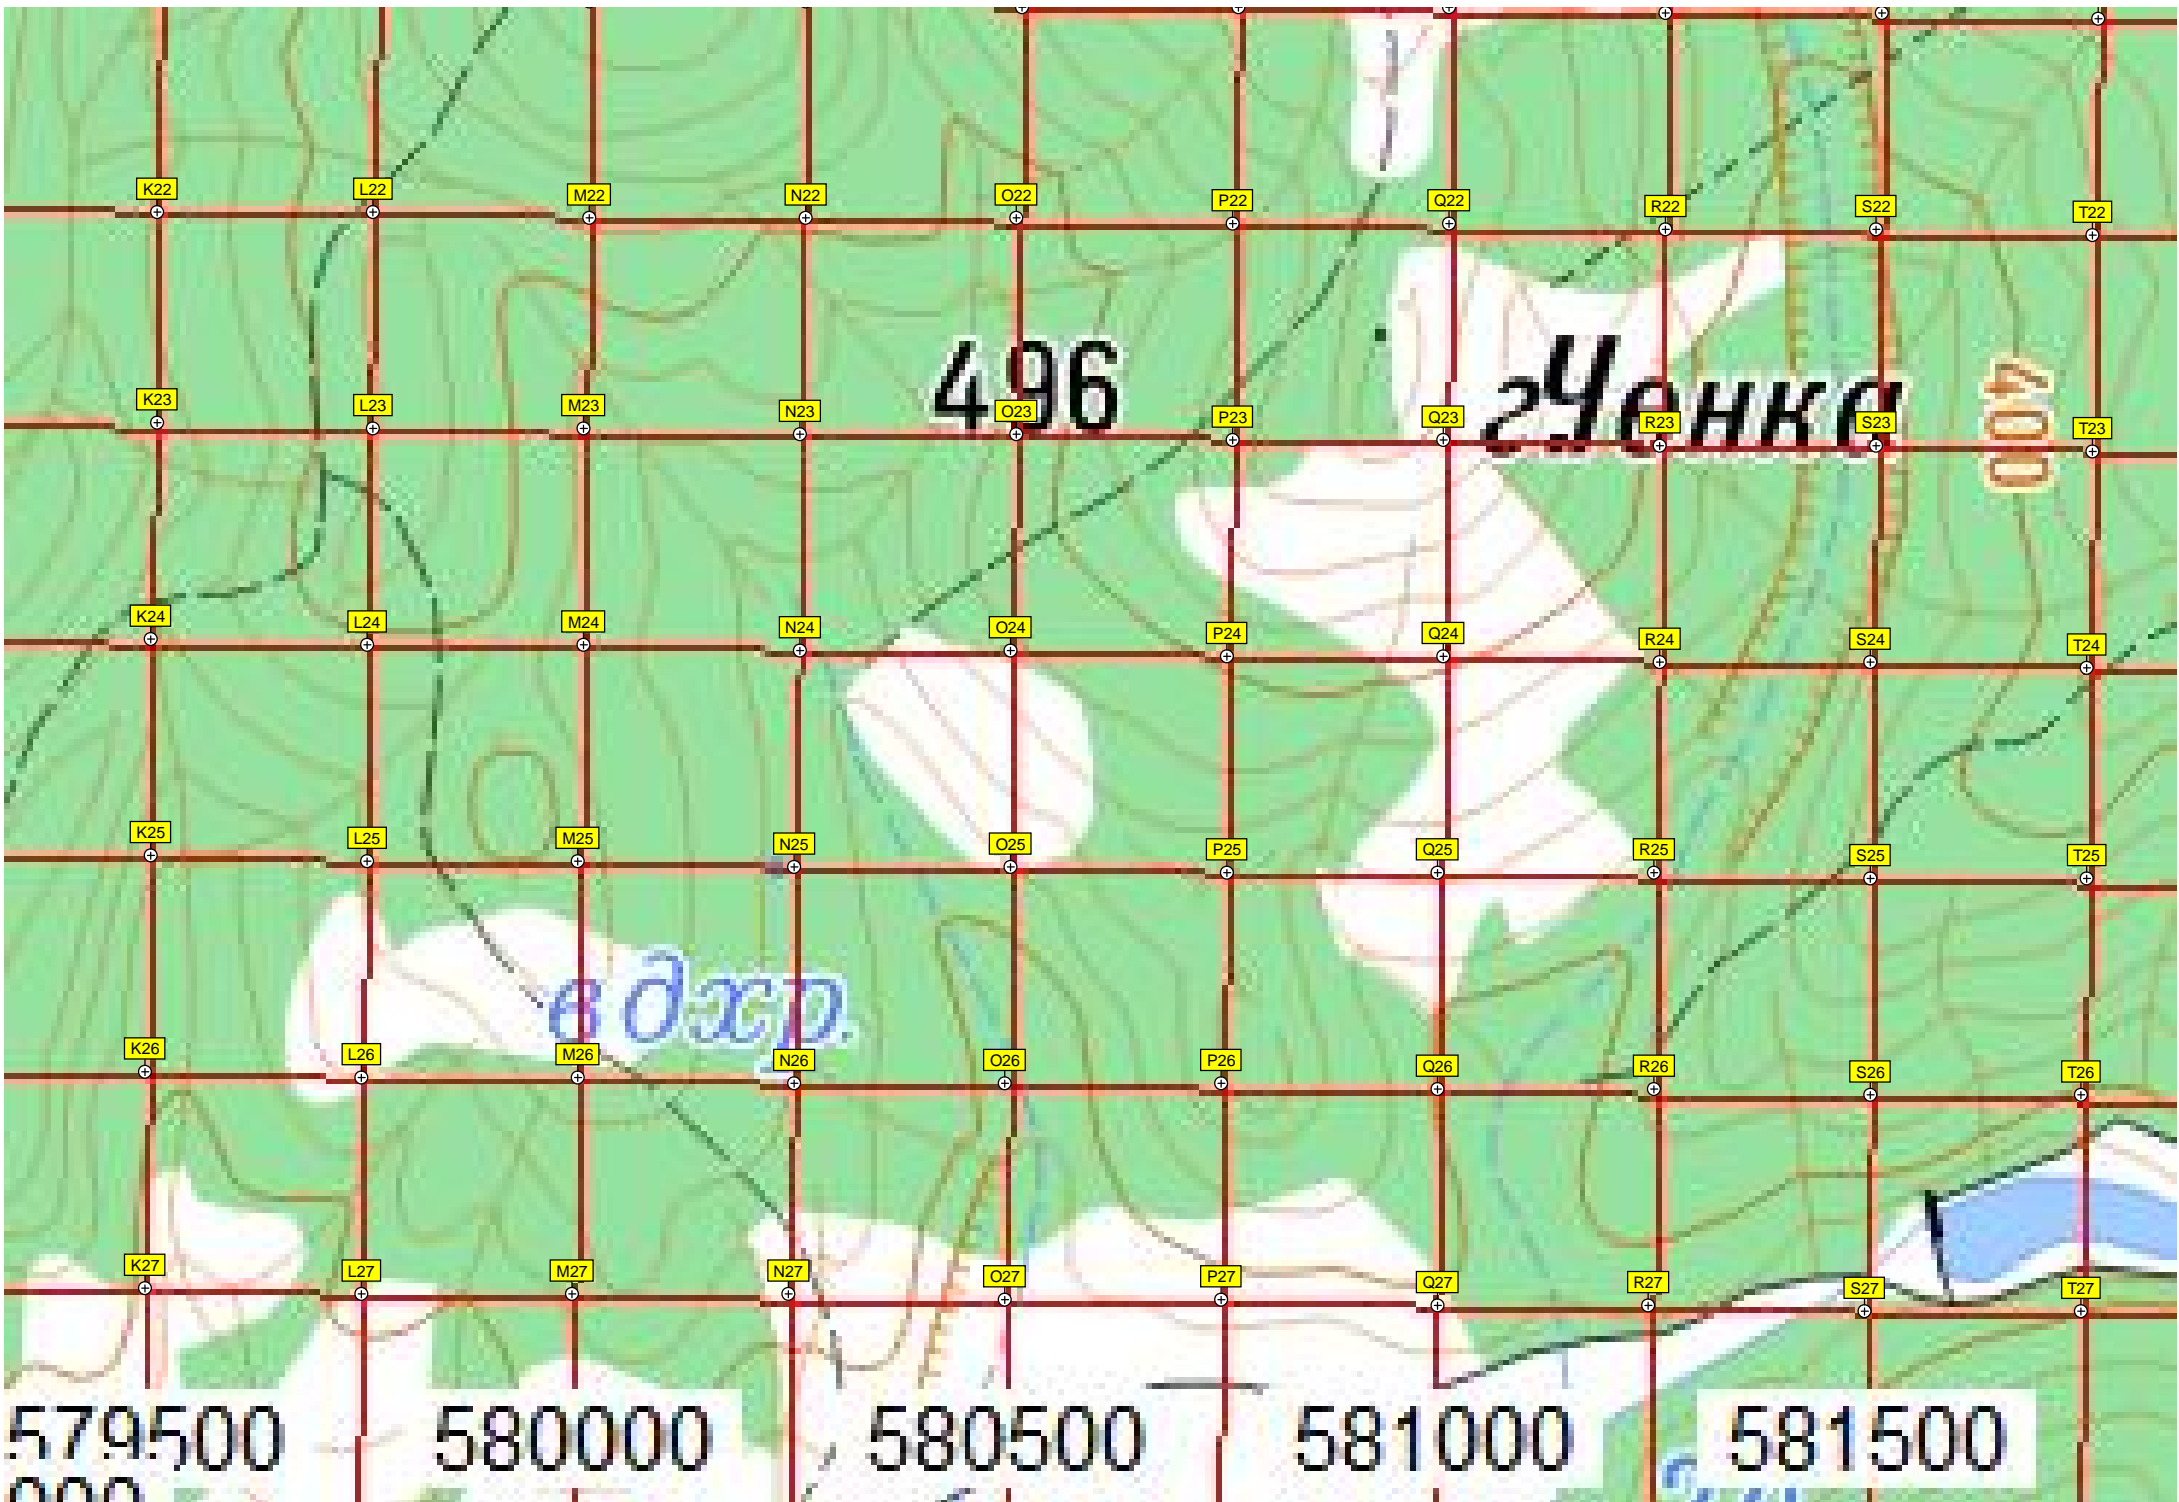 K22 L22 M22 N22 O22 P22 Q22 R22 S22 T22
496
Ченка
400
K23 L23 M23 N23 O23 P23 Q23 R23 S23 T23
K24 L24 M24 N24 O24 P24 Q24 R24 S24 T24
K25 L25 M25 N25 O25 P25 Q25 R25 S25 T25
в дхр.
K26 L26 M26 N26 O26 P26 Q26 R26 S26 T26
K27 L27 M27 N27 O27 P27 Q27 R27 S27 T27
579500 580000 580500 581000 581500